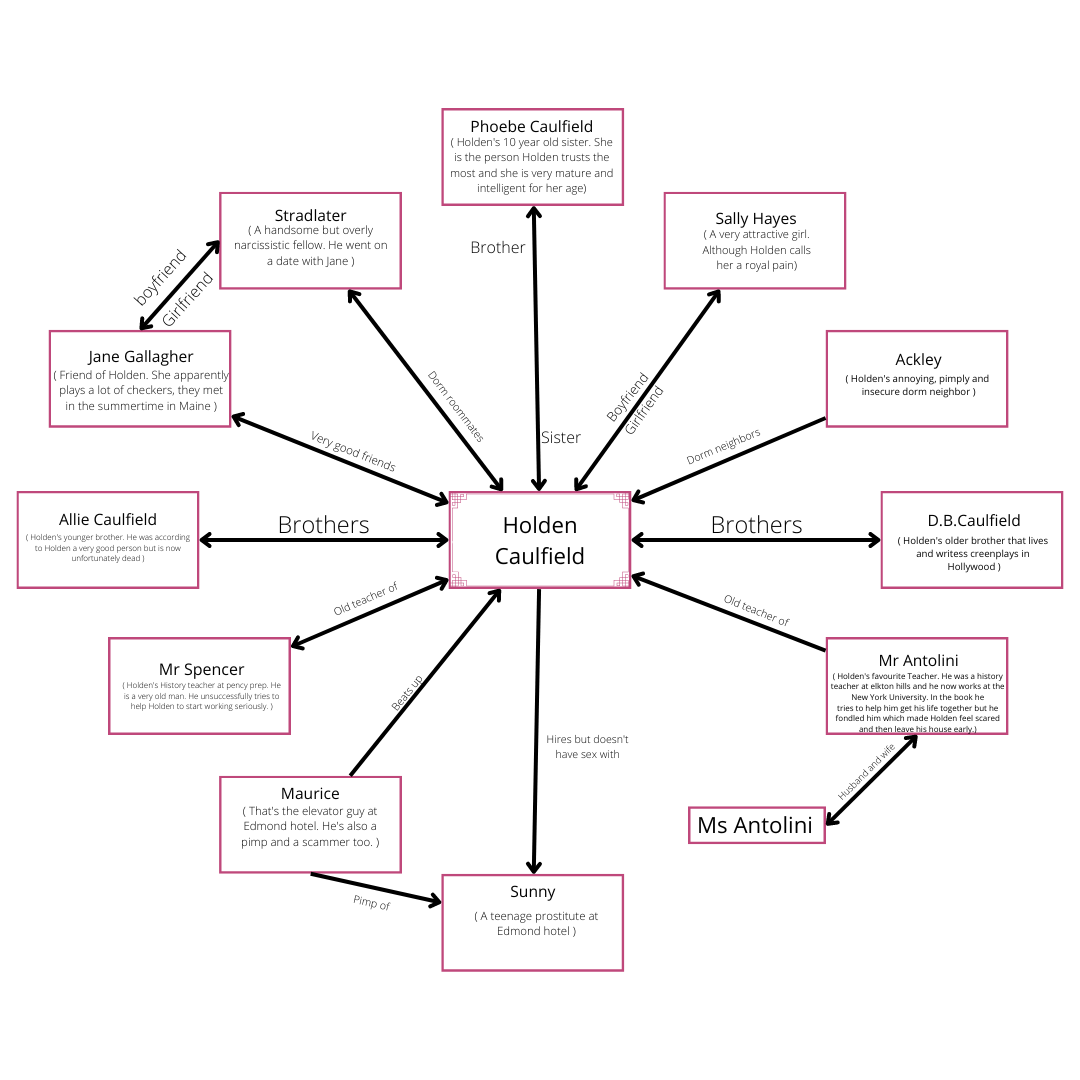 Phoebe Caulfield
( Holden's 10 year old sister. She
is the person Holden trusts the
most and she is very mature and
intelligent for her age)
Stradlater
( A handsome but overly
narcissistic fellow. He went on
a date with Jane )
Sally Hayes
( A very attractive girl.
Although Holden calls
her a royal pain)
Brother
boyfriend
Girlfriend
Jane Gallagher
( Friend of Holden. She apparently
plays a lot of checkers, they met
in the summertime in Maine )
Ackley
( Holden's annoying, pimply and
insecure dorm neighbor )
Dorm roommates
Boyfriend
Girlfriend
Sister
Very good friends
Dorm neighbors
Allie Caulfield
( Holden's younger brother. He was according
to Holden a very good person but is now
unfortunately dead )
Brothers
Holden
Caulfield
Brothers
D.B.Caulfield
( Holden's older brother that lives
and writess creenplays in
Hollywood )
Old teacher of
Old teacher of
Mr Spencer
( Holden's History teacher at pency prep. He
is a very old man. He unsuccessfully tries to
help Holden to start working seriously. )
Mr Antolini
( Holden's favourite Teacher. He was a history
teacher at elkton hills and he now works at the
New York University. In the book he
tries to help him get his life together but he
fondled him which made Holden feel scared
and then leave his house early.)
Beats up
Hires but doesn't
have sex with
Husband and wife
Maurice
( That's the elevator guy at
Edmond hotel. He's also a
pimp and a scammer too. )
Ms Antolini
Pimp of
Sunny
( A teenage prostitute at
Edmond hotel )